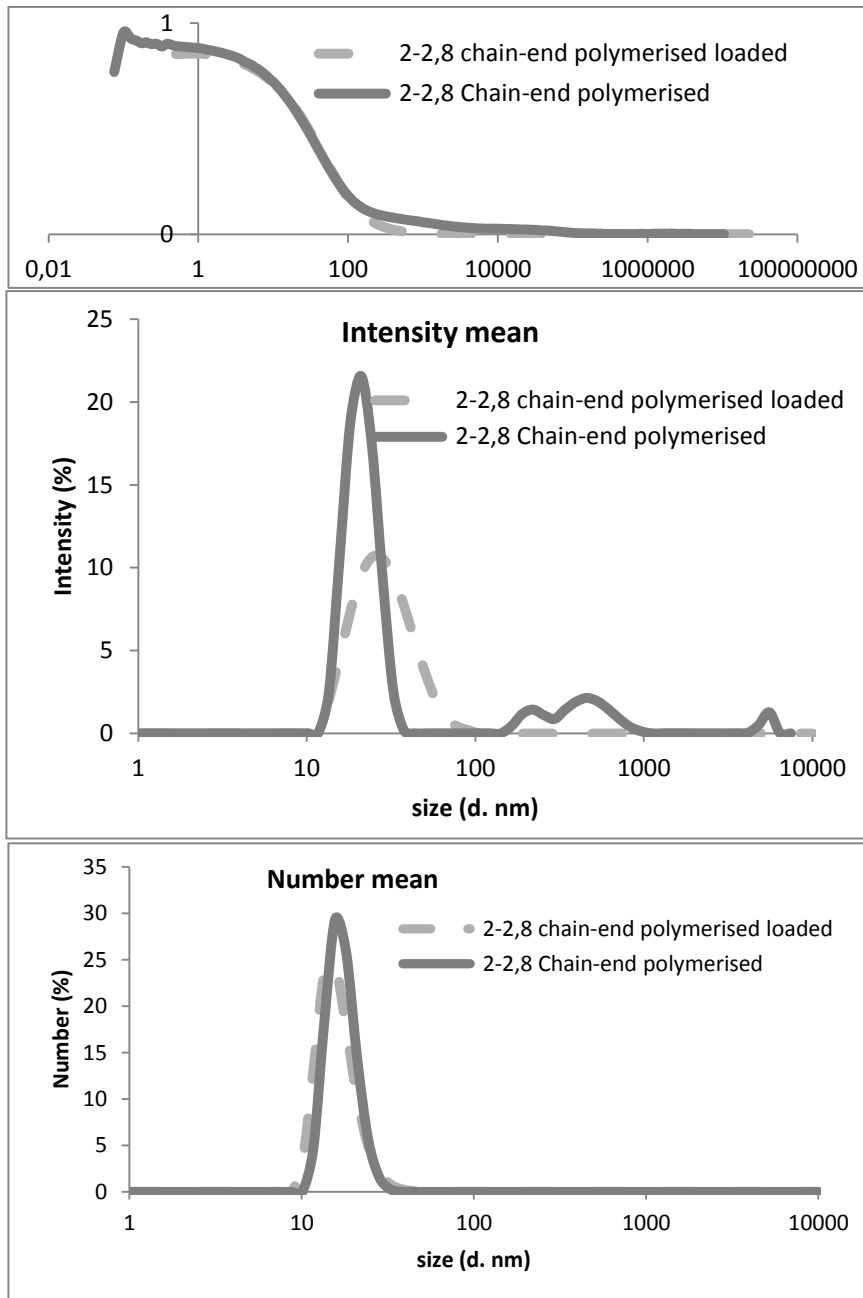 1
2-2,8 chain-end polymerised loaded
2-2,8 Chain-end polymerised
0
0,01 1 100 10000 1000000 100000000
Intensity mean
25
20
15
10
5
0
Intensity (%)
2-2,8 chain-end polymerised loaded
2-2,8 Chain-end polymerised
1 10 100 1000 10000
size (d. nm)
Number mean
35
30
25
20
15
10
5
0
Number (%)
2-2,8 chain-end polymerised loaded
2-2,8 Chain-end polymerised
1 10 100 1000 10000
size (d. nm)